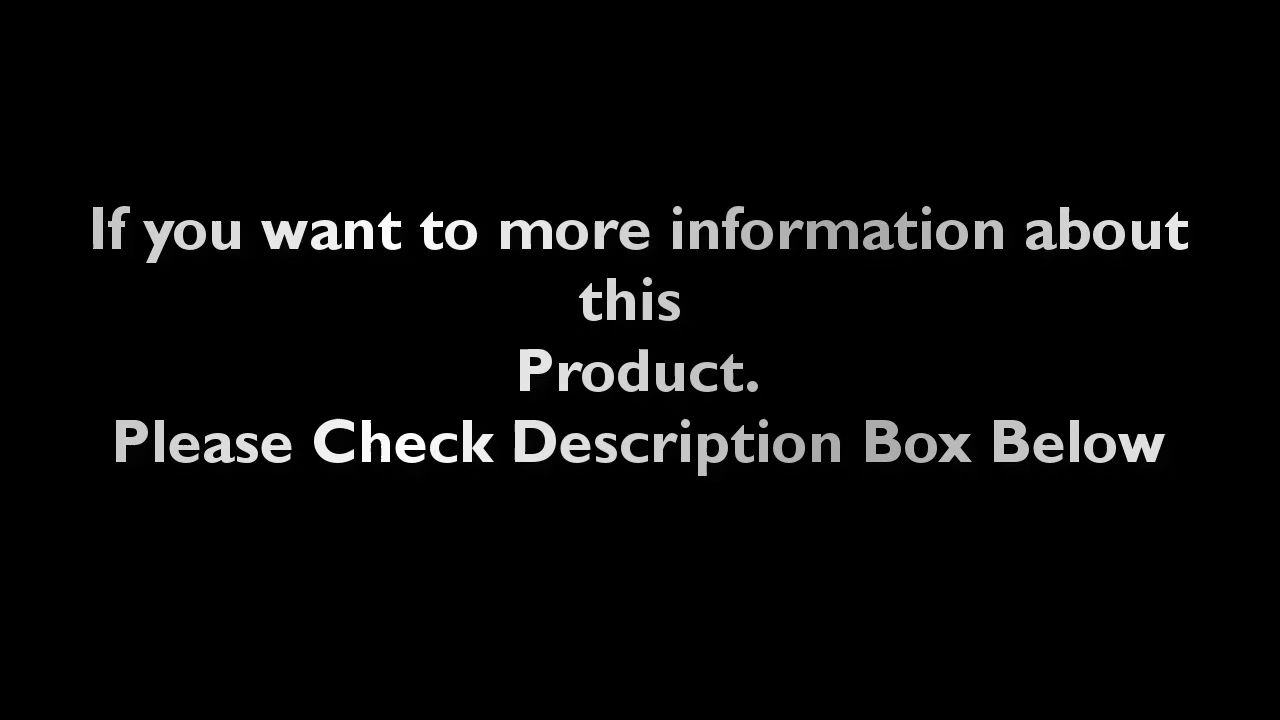 If you want to more information about
this
Product.
Please Check Description Box Below